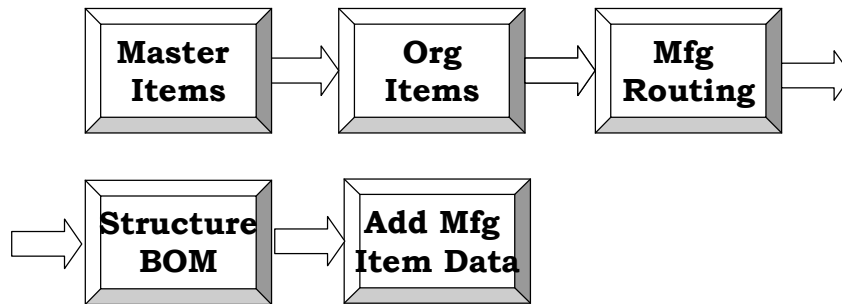 Master
Items
Org
Items
Mfg
Routing
Structure
BOM
Add Mfg
Item Data